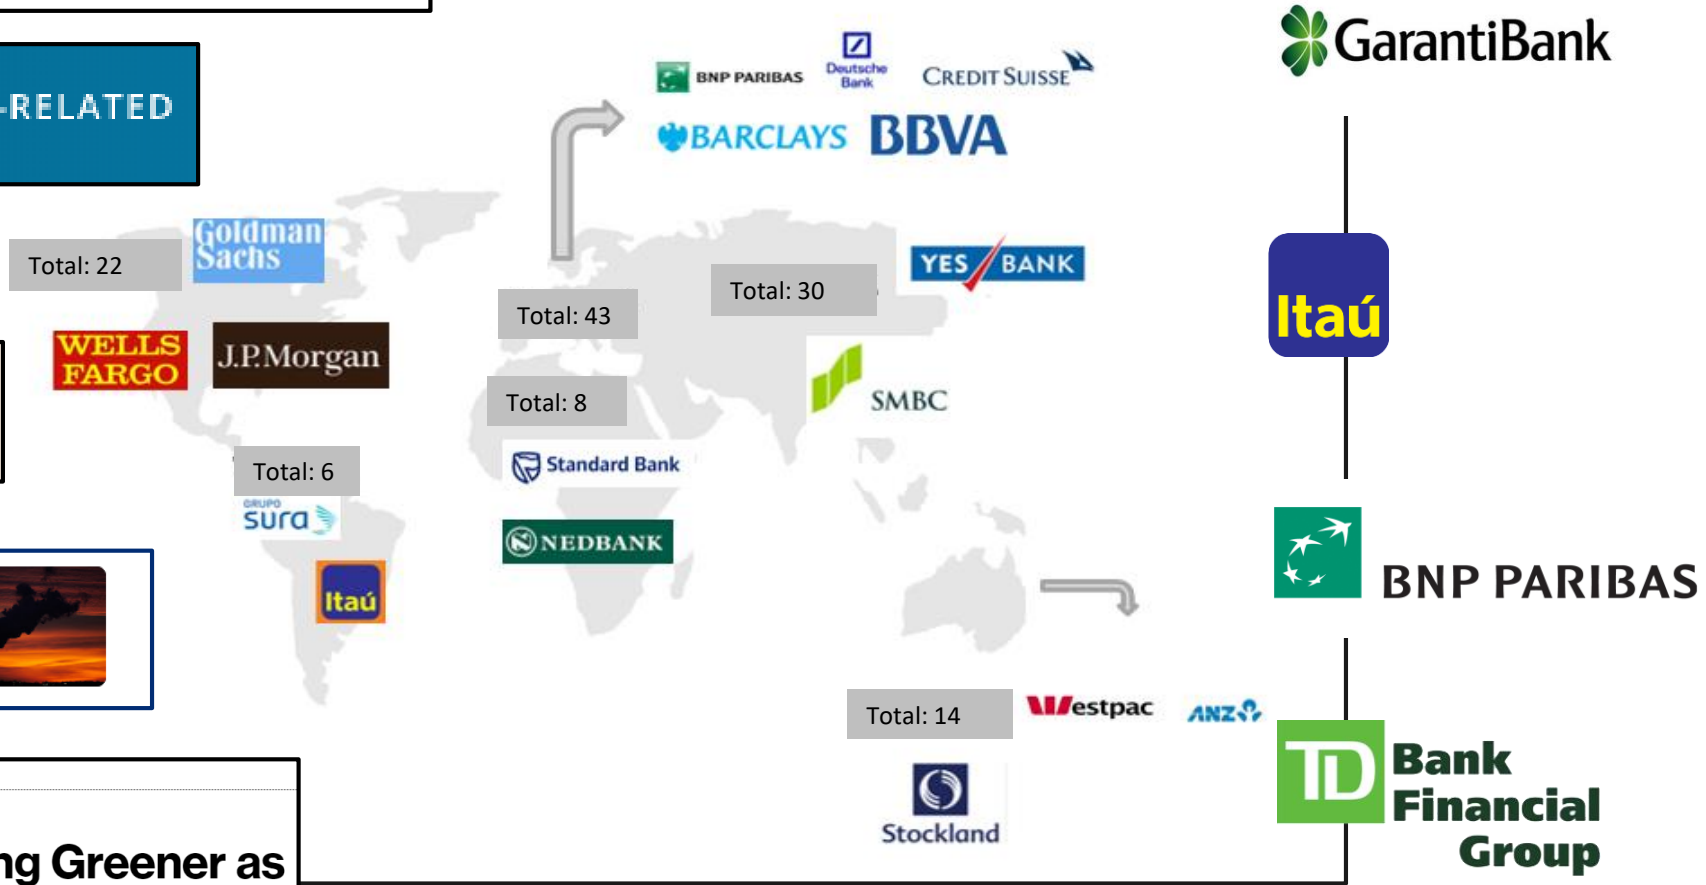 -RELATED
BNP PARIBAS
Deutsche
Bank
CREDIT SUISSE
BARCLAYS
BBVA
GarantiBank
Total: 22
Goldman
Sachs
WELLS
FARGO
J.P.Morgan
Total: 43
Total: 30
YES BANK
SMBC
Total: 8
Standard Bank
NEDBANK
Total: 6
GRUPO
sura
Itaú
Itaú
BNP PARIBAS
Total: 14
Westpac
ANZ
Stockland
TD
Bank
Financial
Group
ng Greener as